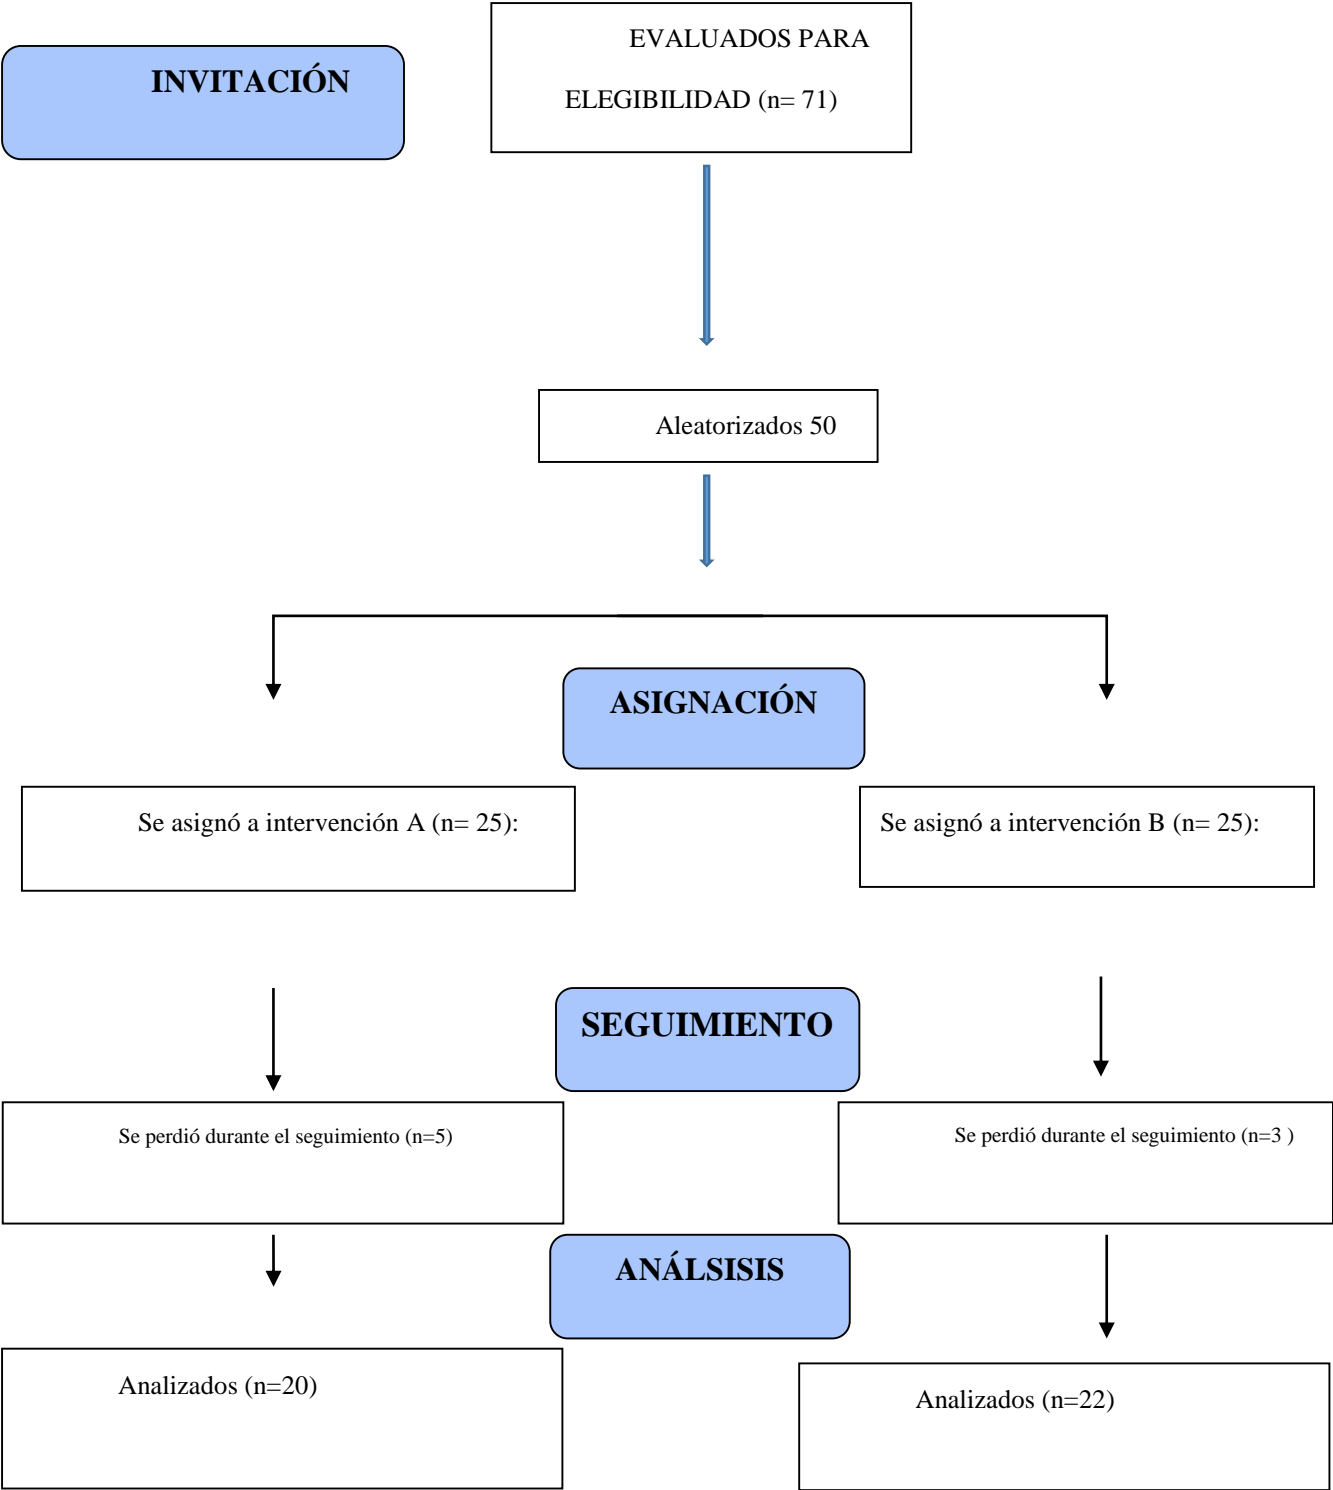 EVALUADOS PARA
ELEGIBILIDAD (n= 71)
INVITACIÓN
Aleatorizados 50
ASIGNACIÓN
Se asignó a intervención A (n= 25):
Se asignó a intervención B (n= 25):
SEGUIMIENTO
Se perdió durante el seguimiento (n=5)
Se perdió durante el seguimiento (n=3 )
ANÁLSISIS
Analizados (n=20)
Analizados (n=22)